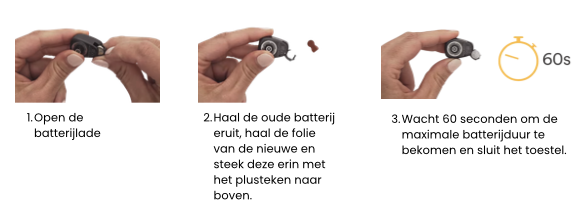 60s
1. Open de
batterijlade
2. Haal de oude batterij
eruit, haal de folie
van de nieuwe en
steek deze erin met
het plusteken naar
boven.
3. Wacht 60 seconden om de
maximale batterijduur te
bekomen en sluit het toestel.